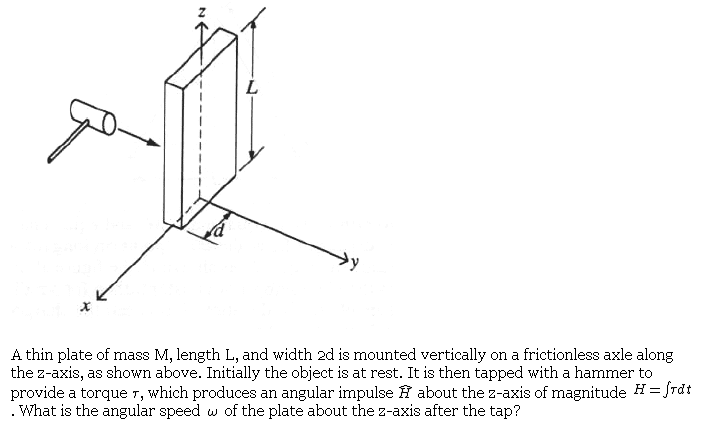 z
L
d
y
x
A thin plate of mass M, length L, and width 2d is mounted vertically on a frictionless axle along
the z-axis, as shown above. Initially the object is at rest. It is then tapped with a hammer to
provide a torque τ, which produces an angular impulse H⃗ about the z-axis of magnitude H=∫τdt
. What is the angular speed ω of the plate about the z-axis after the tap?